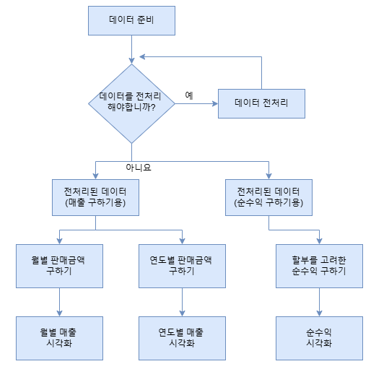 데이터 준비
데이터를 전처리
해야합니까?
예
데이터 전처리
아니요
전처리된 데이터
(매출 구하기용)
전처리된 데이터
(순수익 구하기용)
월별 판매금액
구하기
연도별 판매금액
구하기
할부를 고려한
순수익 구하기
월별 매출
시각화
연도별 매출
시각화
순수익
시각화